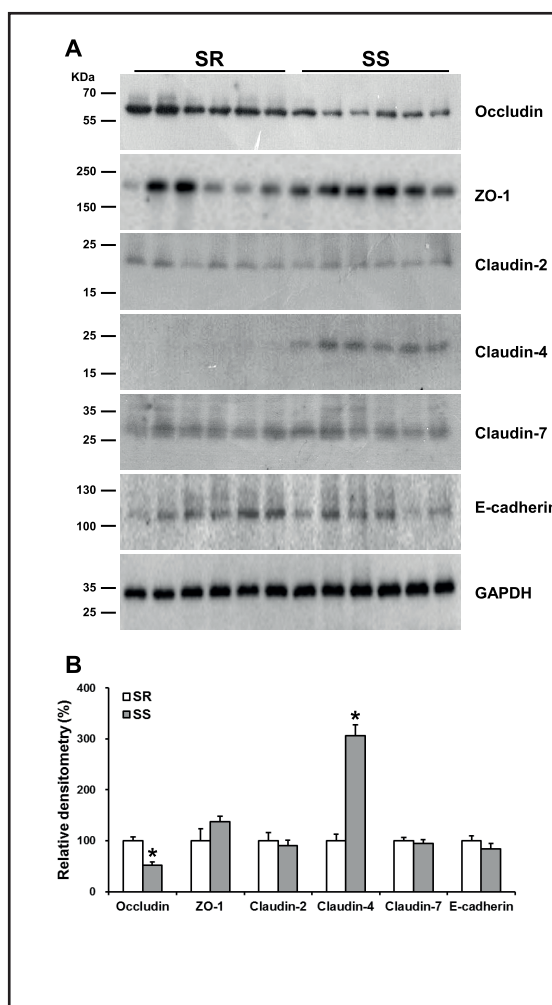 A
SR SS
KDa
70
55
Occludin
250
150
ZO-1
25
15
Claudin-2
25
15
Claudin-4
35
25
Claudin-7
130
100
E-cadherin
35
25
GAPDH
B
Relative densitometry (%)
400
300
200
100
0
SR
SS
*
*
Occludin ZO-1 Claudin-2 Claudin-4 Claudin-7 E-cadherin